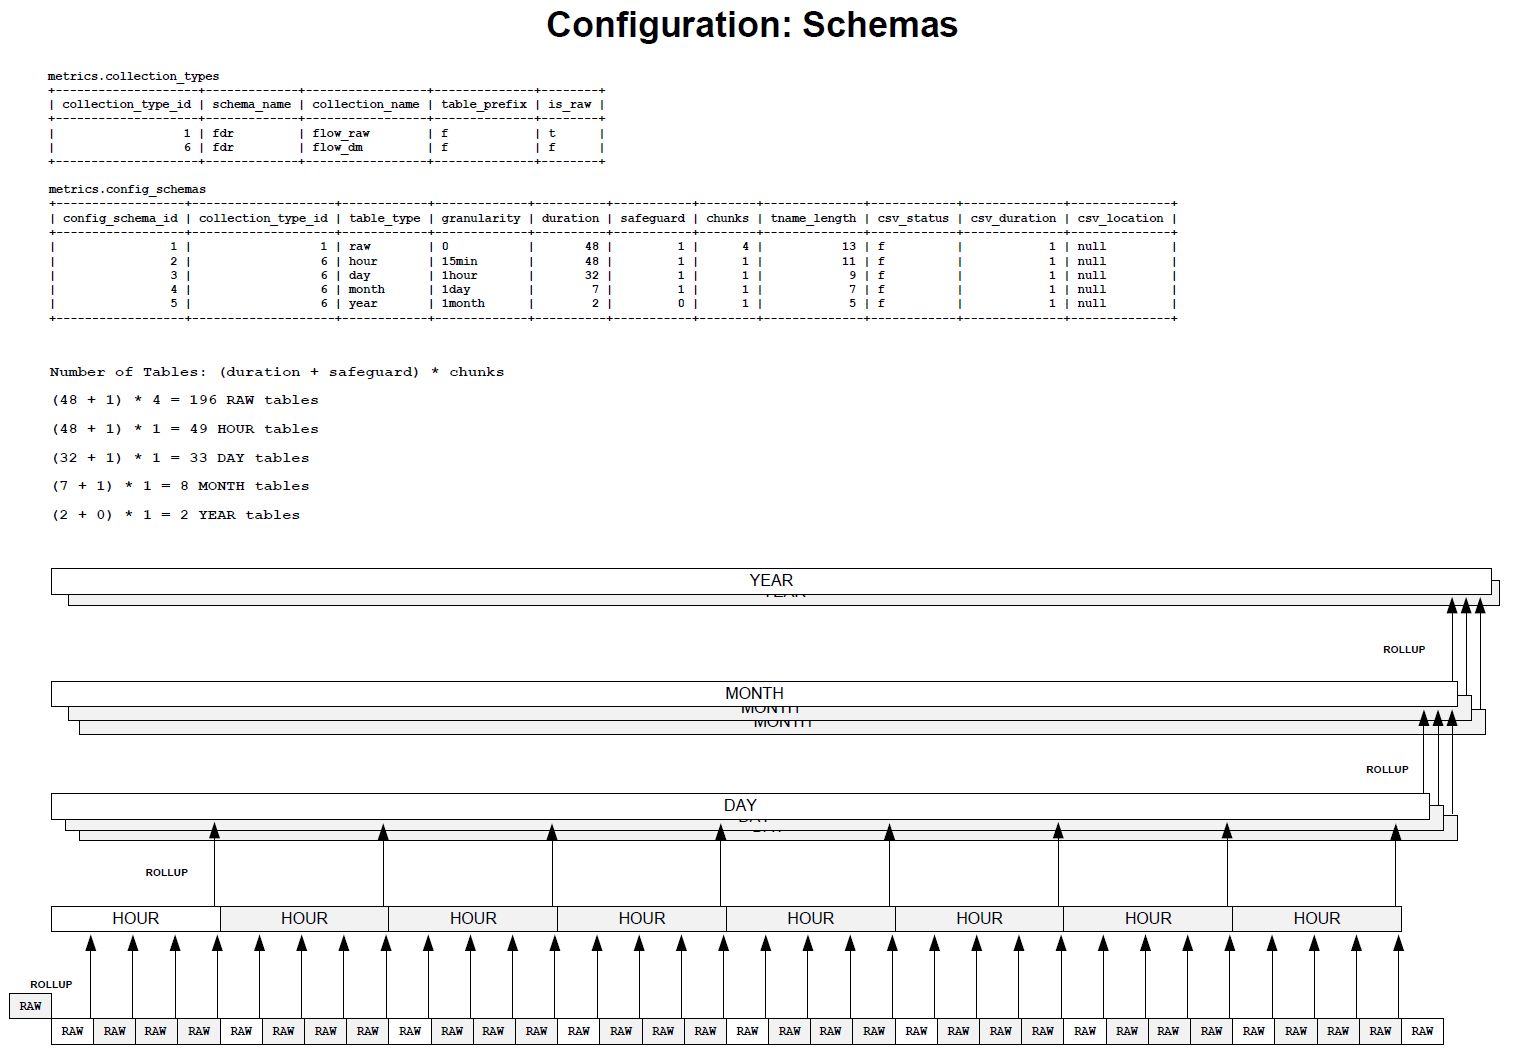 Configuration: Schemas
metrics.collection_types
+--------------------+-------------+-----------------+--------------+--------+
| collection_type_id | schema_name | collection_name | table_prefix | is_raw |
+--------------------+-------------+-----------------+--------------+--------+
|                  1 | fdr         | flow_raw        | f            | t      |
|                  6 | fdr         | flow_dm         | f            | f      |
+--------------------+-------------+-----------------+--------------+--------+
metrics.config_schemas
+------------------+--------------------+------------+-------------+----------+-----------+--------+--------------+------------+--------------+--------------+
| config_schema_id | collection_type_id | table_type | granularity | duration | safeguard | chunks | tname_length | csv_status | csv_duration | csv_location |
+------------------+--------------------+------------+-------------+----------+-----------+--------+--------------+------------+--------------+--------------+
|                1 |                  1 | raw        | 0           |       48 |         1 |      4 |           13 | f          |            1 | null         |
|                2 |                  6 | hour       | 15min       |       48 |         1 |      1 |           11 | f          |            1 | null         |
|                3 |                  6 | day        | 1hour       |       32 |         1 |      1 |            9 | f          |            1 | null         |
|                4 |                  6 | month      | 1day        |        7 |         1 |      1 |            7 | f          |            1 | null         |
|                5 |                  6 | year       | 1month      |        2 |         0 |      1 |            5 | f          |            1 | null         |
+------------------+--------------------+------------+-------------+----------+-----------+--------+--------------+------------+--------------+--------------+
Number of Tables: (duration + safeguard) * chunks
(48 + 1) * 4 = 196 RAW tables
(48 + 1) * 1 = 49 HOUR tables
(32 + 1) * 1 = 33 DAY tables
(7 + 1) * 1 = 8 MONTH tables
(2 + 0) * 1 = 2 YEAR tables
YEAR
YEAR
ROLLUP
MONTH
MONTH
MONTH
ROLLUP
DAY
DAY
DAY
ROLLUP
HOUR HOUR HOUR HOUR HOUR HOUR HOUR HOUR
ROLLUP
RAW
RAW RAW RAW RAW RAW RAW RAW RAW RAW RAW RAW RAW RAW RAW RAW RAW RAW RAW RAW RAW RAW RAW RAW RAW RAW RAW RAW RAW RAW RAW RAW RAW RAW